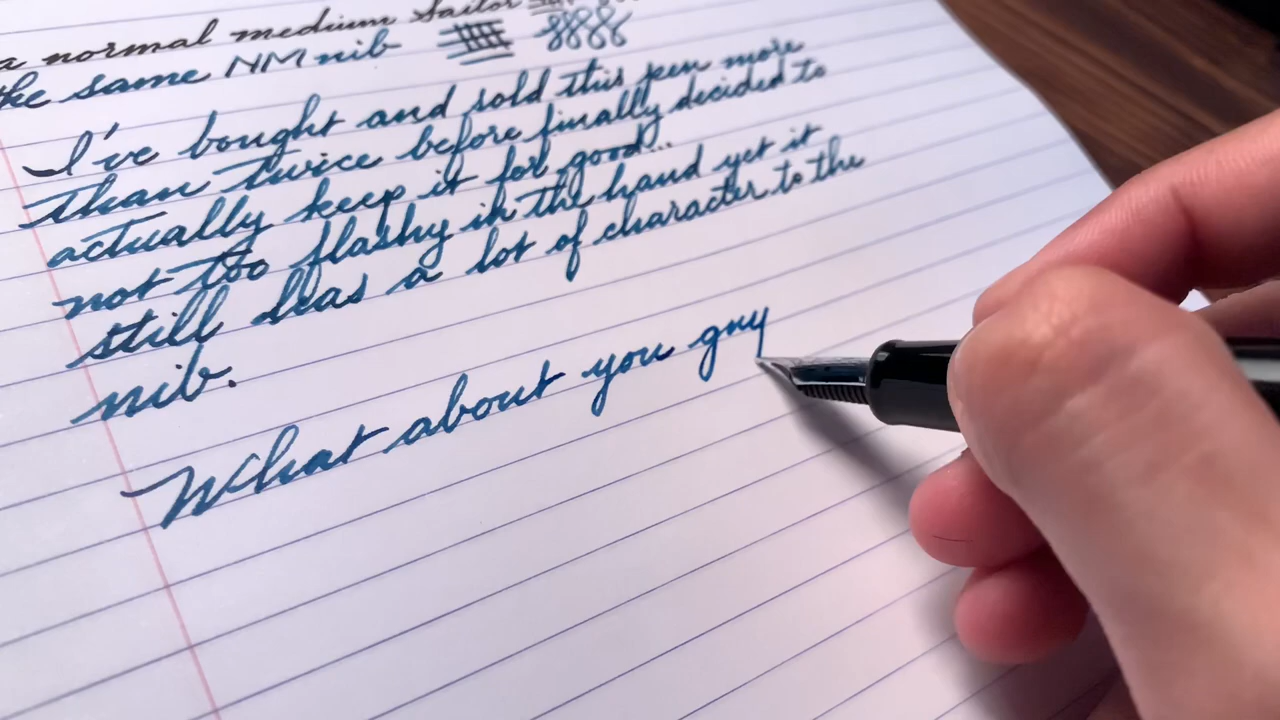 a normal medium Sailor
the same NM nib
I've bought and sold this pen more
than twice before finally decided to
actually keep it for good...
not too flashy in the hand yet it
still has a lot of character to the
nib.
What about you guy